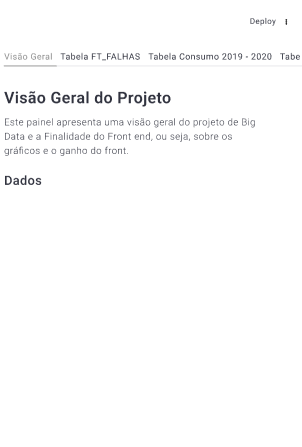 Deploy
Visão Geral Tabela FT_FALHAS Tabela Consumo 2019 - 2020 Tabe
Visão Geral do Projeto
Este painel apresenta uma visão geral do projeto de Big
Data e a Finalidade do Front end, ou seja, sobre os
gráficos e o ganho do front.
Dados